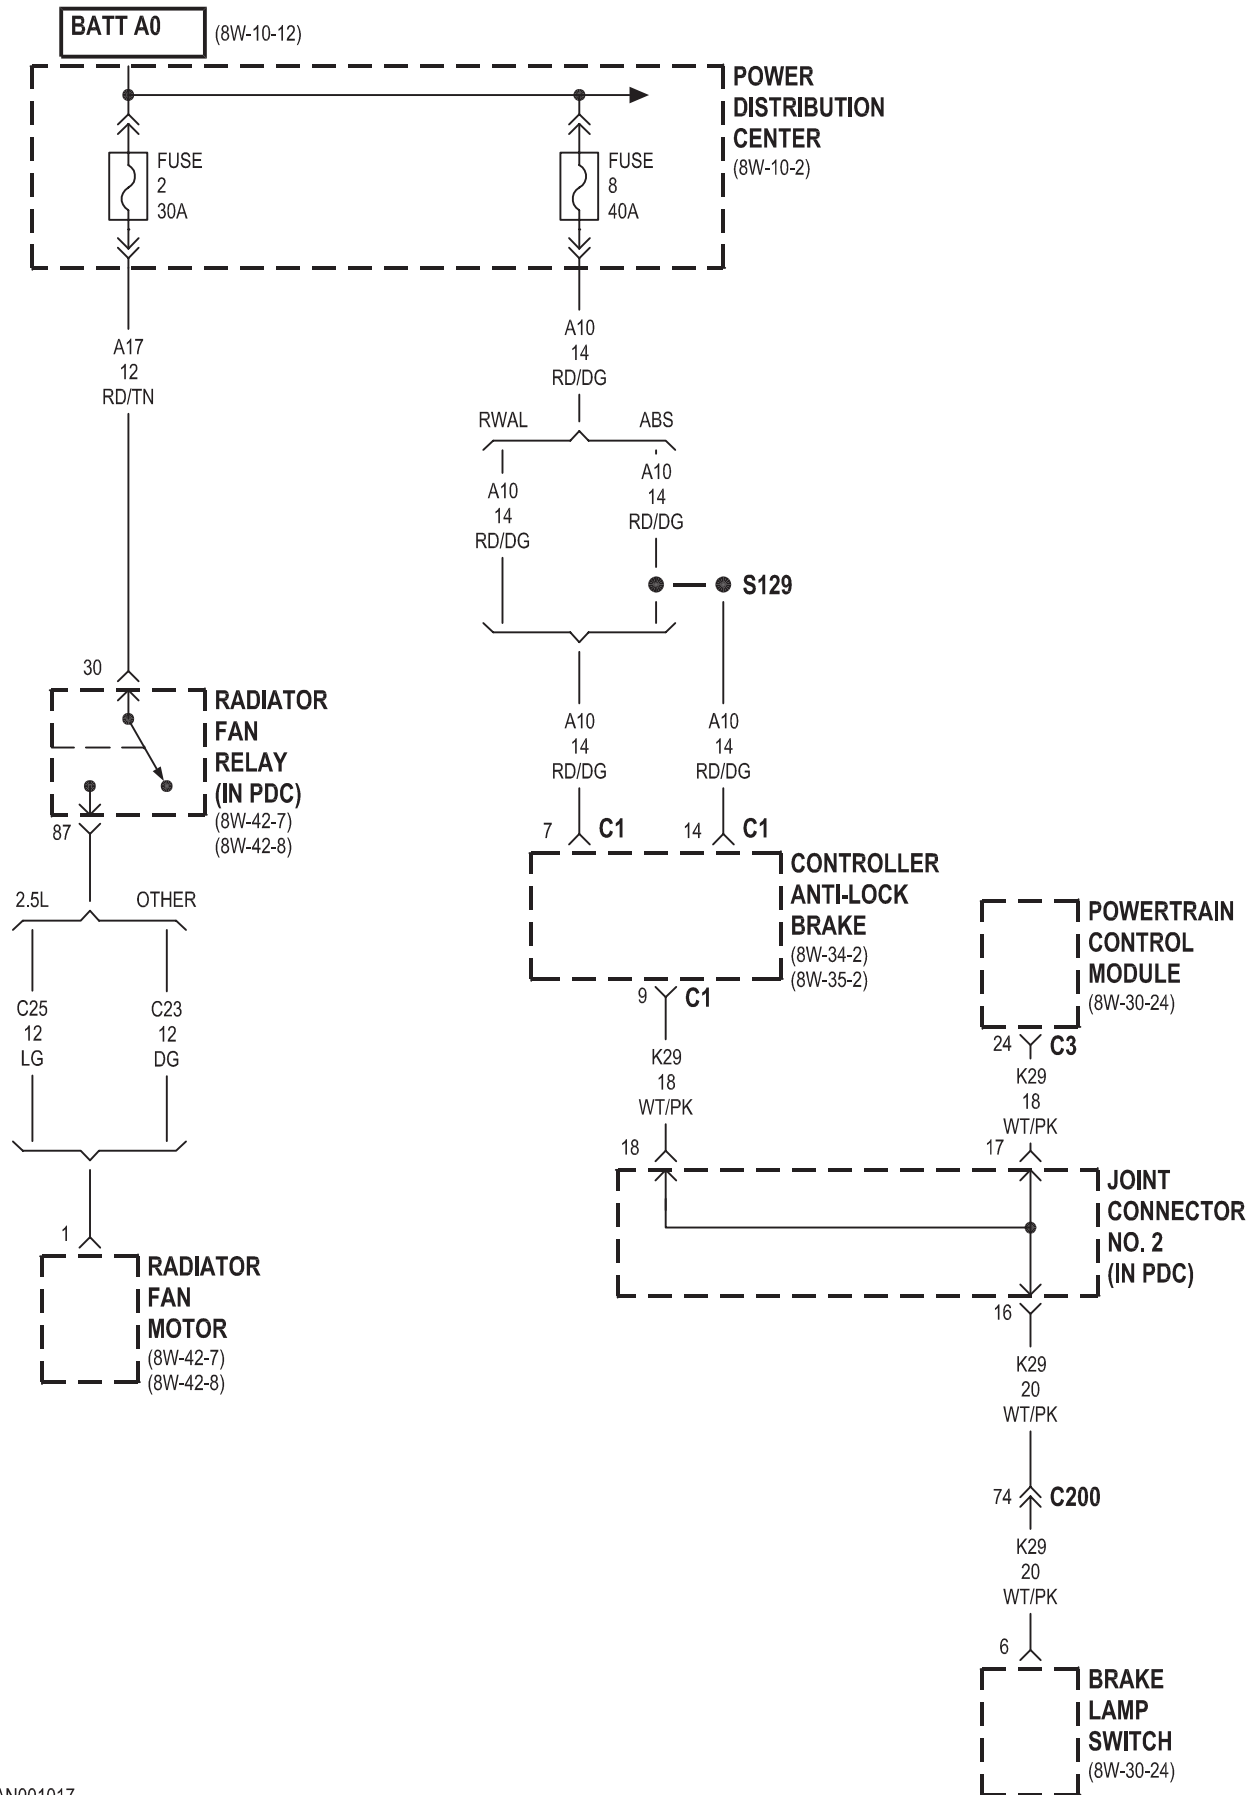 BATT A0
(8W-10-12)
POWER
DISTRIBUTION
CENTER
(8W-10-2)
FUSE
2
30A
FUSE
8
40A
A17
12
RD/TN
A10
14
RD/DG
RWAL
ABS
A10
14
RD/DG
A10
14
RD/DG
S129
30
RADIATOR
FAN
RELAY
(IN PDC)
(8W-42-7)
(8W-42-8)
87
A10
14
RD/DG
A10
14
RD/DG
7
C1
14
C1
CONTROLLER
ANTI-LOCK
BRAKE
(8W-34-2)
(8W-35-2)
9
C1
2.5L
OTHER
C25
12
LG
C23
12
DG
POWERTRAIN
CONTROL
MODULE
(8W-30-24)
24
C3
K29
18
WT/PK
K29
18
WT/PK
18
17
JOINT
CONNECTOR
NO. 2
(IN PDC)
16
1
RADIATOR
FAN
MOTOR
(8W-42-7)
(8W-42-8)
K29
20
WT/PK
74
C200
K29
20
WT/PK
6
BRAKE
LAMP
SWITCH
(8W-30-24)